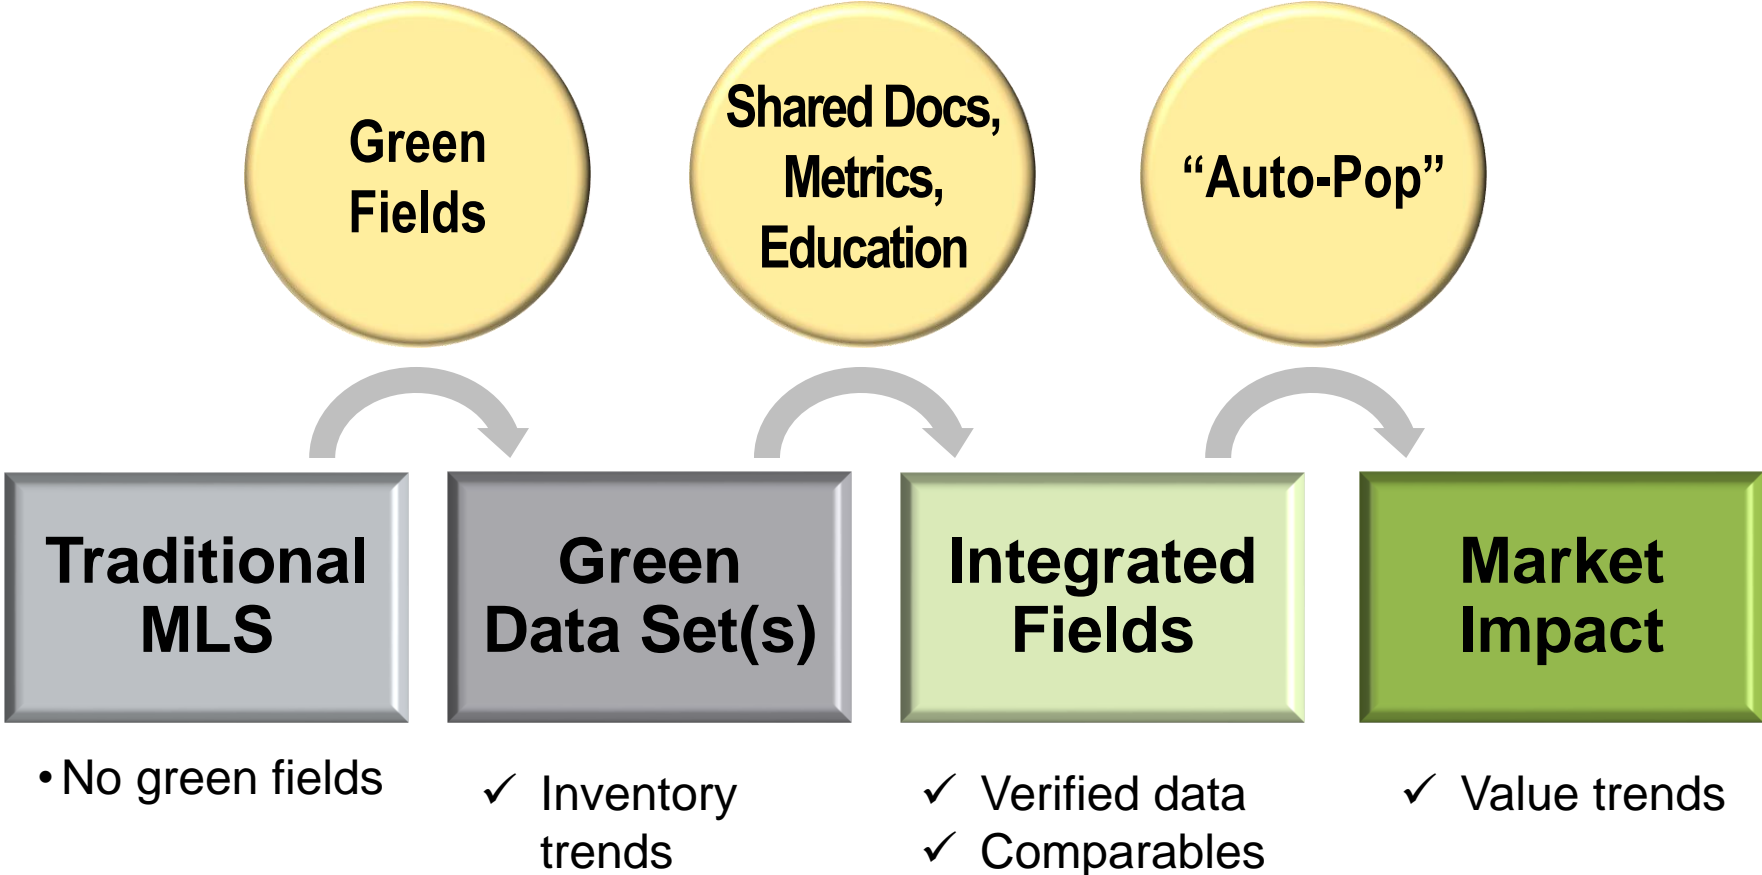 Green
Fields
Shared Docs,
Metrics,
Education
“Auto-Pop”
Traditional
MLS
Green
Data Set(s)
Integrated
Fields
Market
Impact
• No green fields
✓ Inventory
trends
✓ Verified data
✓ Comparables
✓ Value trends